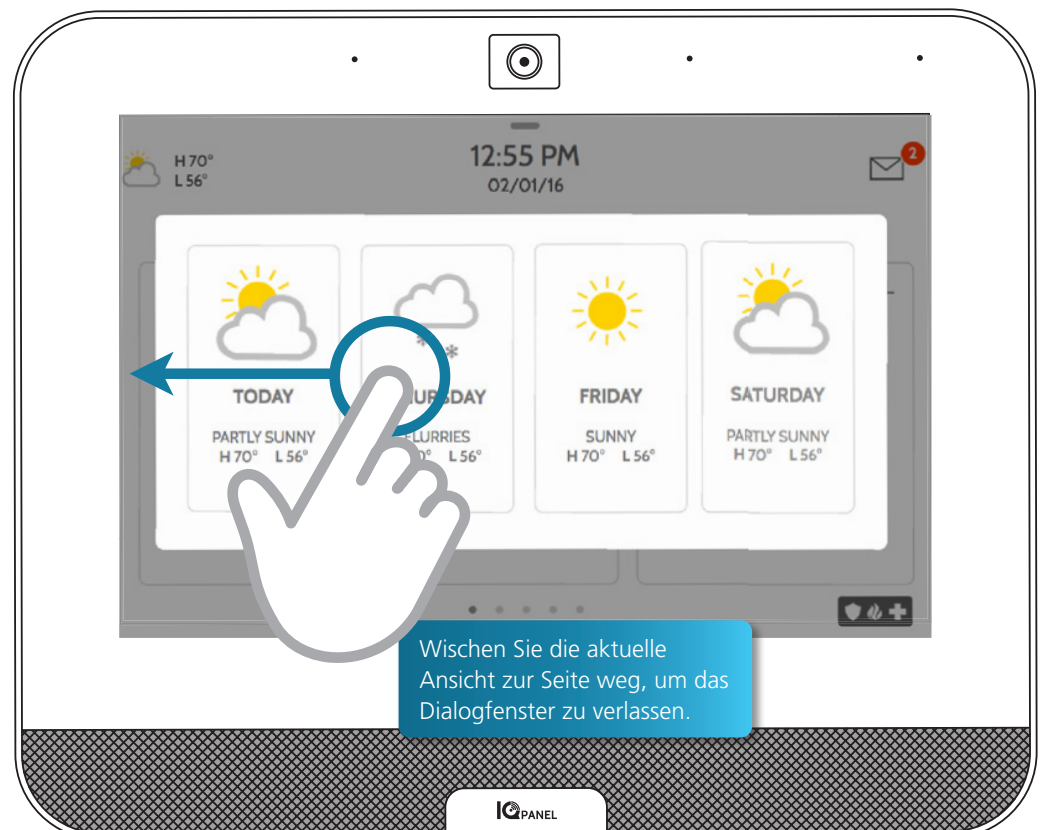 H 70°
L 56°
12:55 PM
02/01/16
2
TODAY
PARTLY SUNNY
H 70° L 56°
L 56°
FRIDAY
SUNNY
H 70° L 56°
SATURDAY
PARTLY SUNNY
H 70° L 56°
Wischen Sie die aktuelle
Ansicht zur Seite weg, um das
Dialogfenster zu verlassen.
IQ PANEL